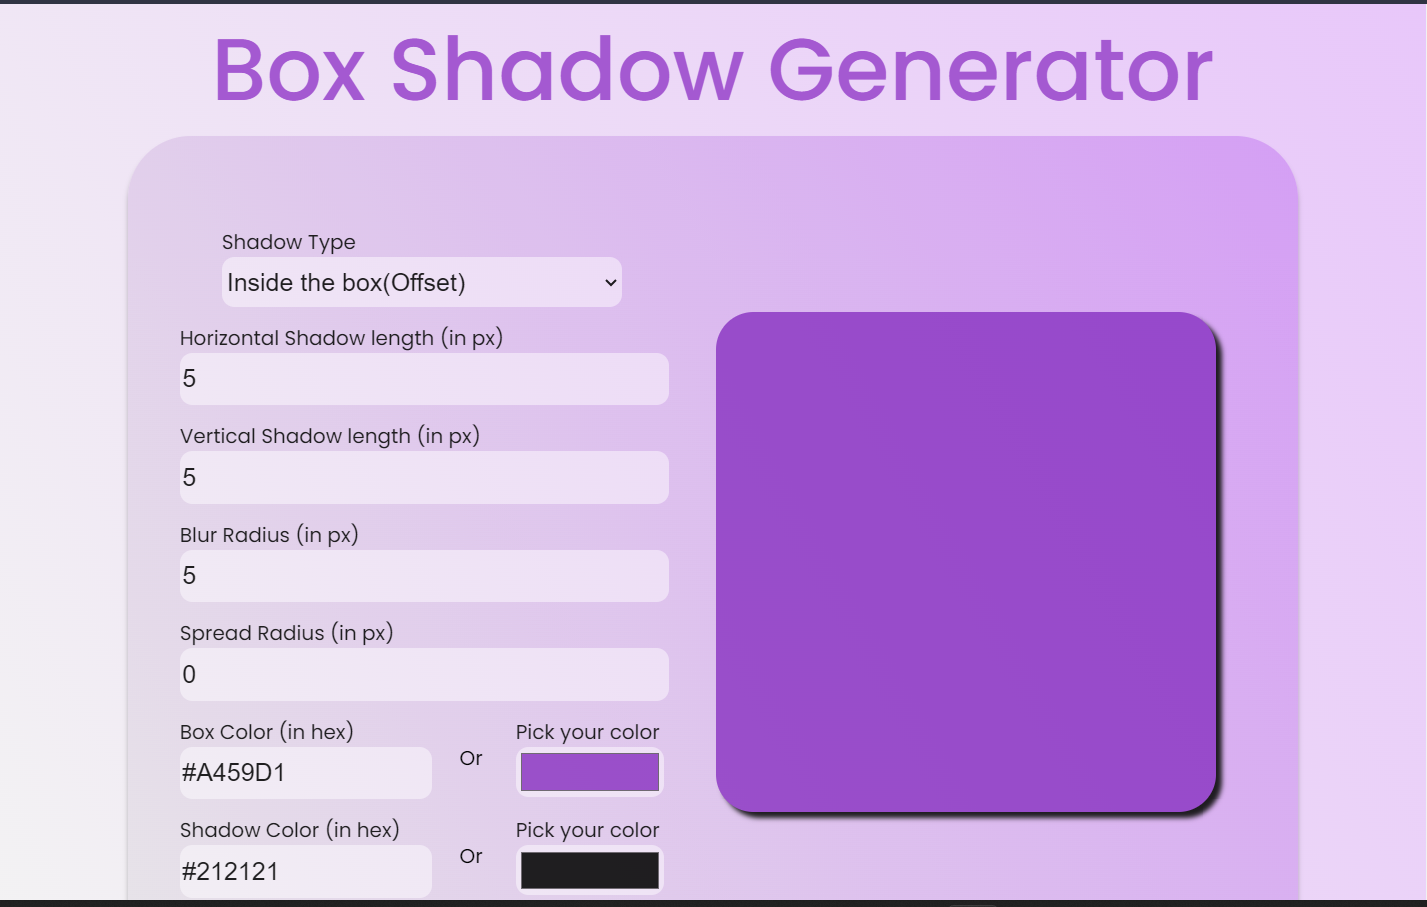 Box Shadow Generator
Shadow Type
Inside the box(Offset)
Horizontal Shadow length (in px)
5
Vertical Shadow length (in px)
5
Blur Radius (in px)
5
Spread Radius (in px)
0
Box Color (in hex)
#A459D1
Or
Pick your color
Shadow Color (in hex)
#212121
Or
Pick your color